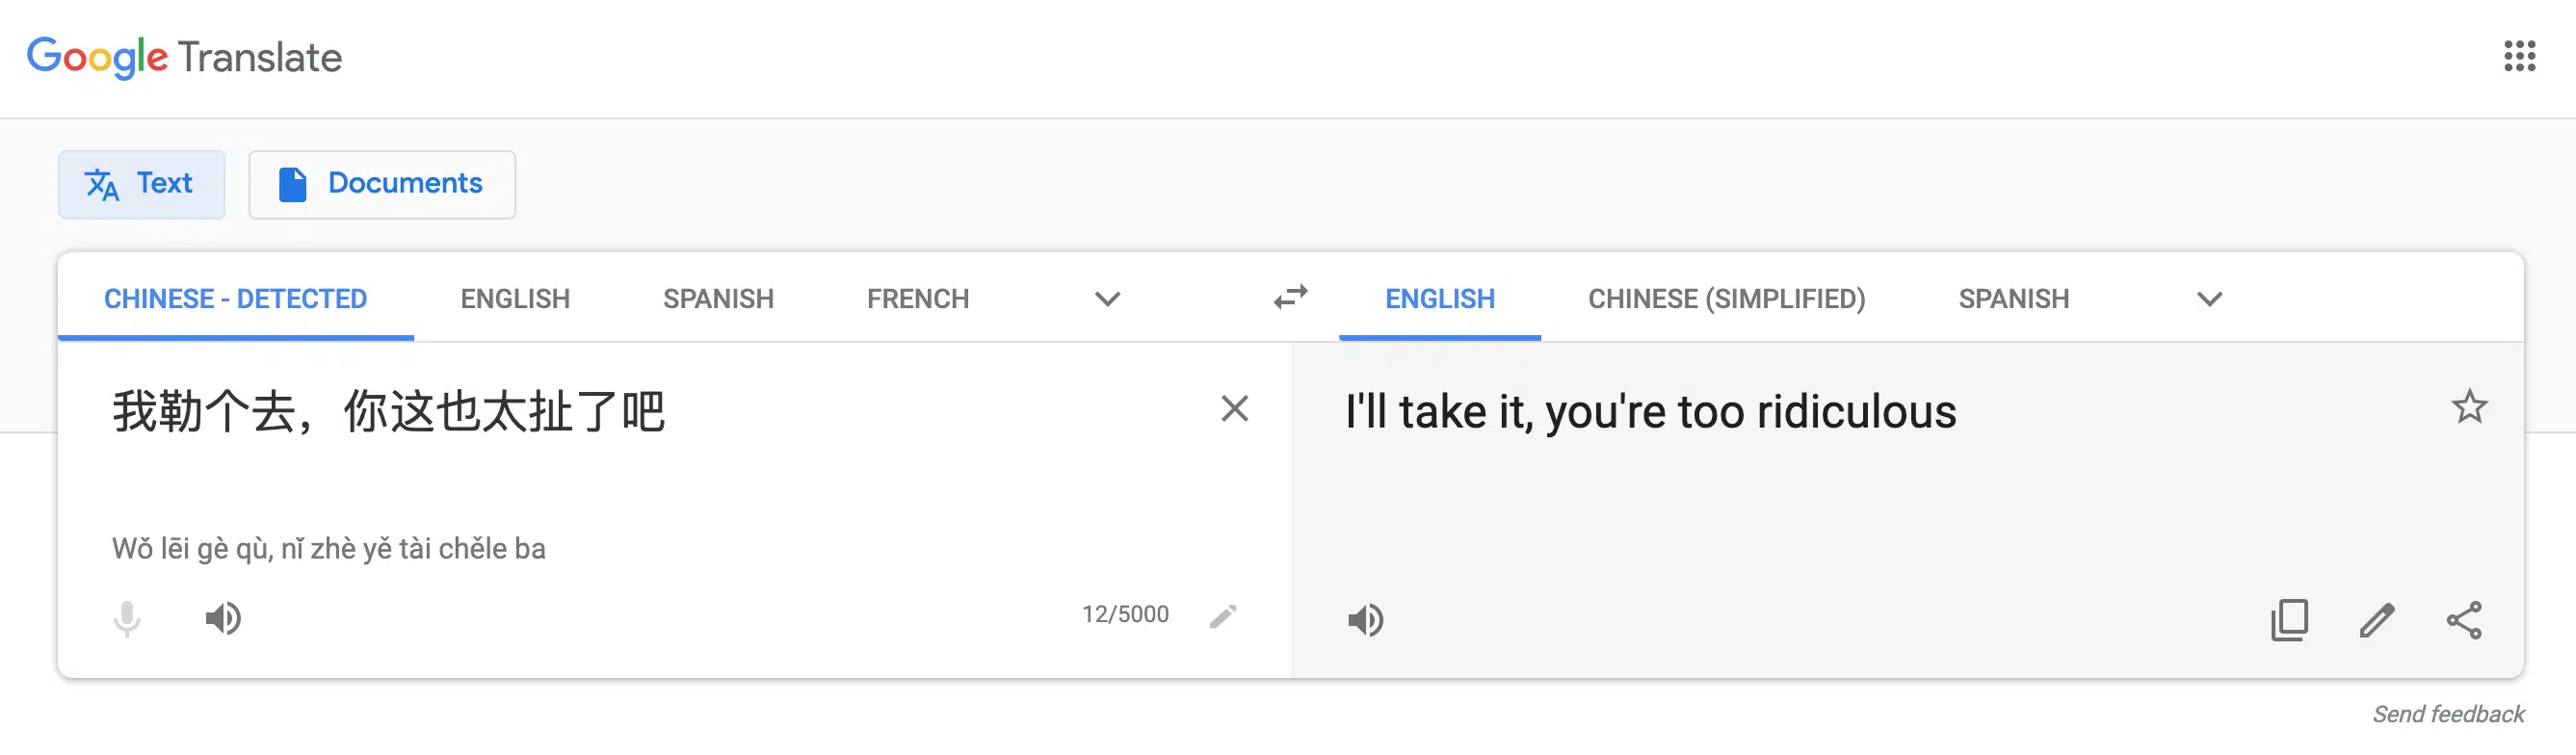 Google Translate
Text
Documents
CHINESE - DETECTED ENGLISH SPANISH FRENCH ENGLISH CHINESE (SIMPLIFIED) SPANISH
我勒个去，你这也太扯了吧
I'll take it, you're too ridiculous
Wǒ lēi gè qù, nǐ zhè yě tài chěle ba
12/5000
Send feedback